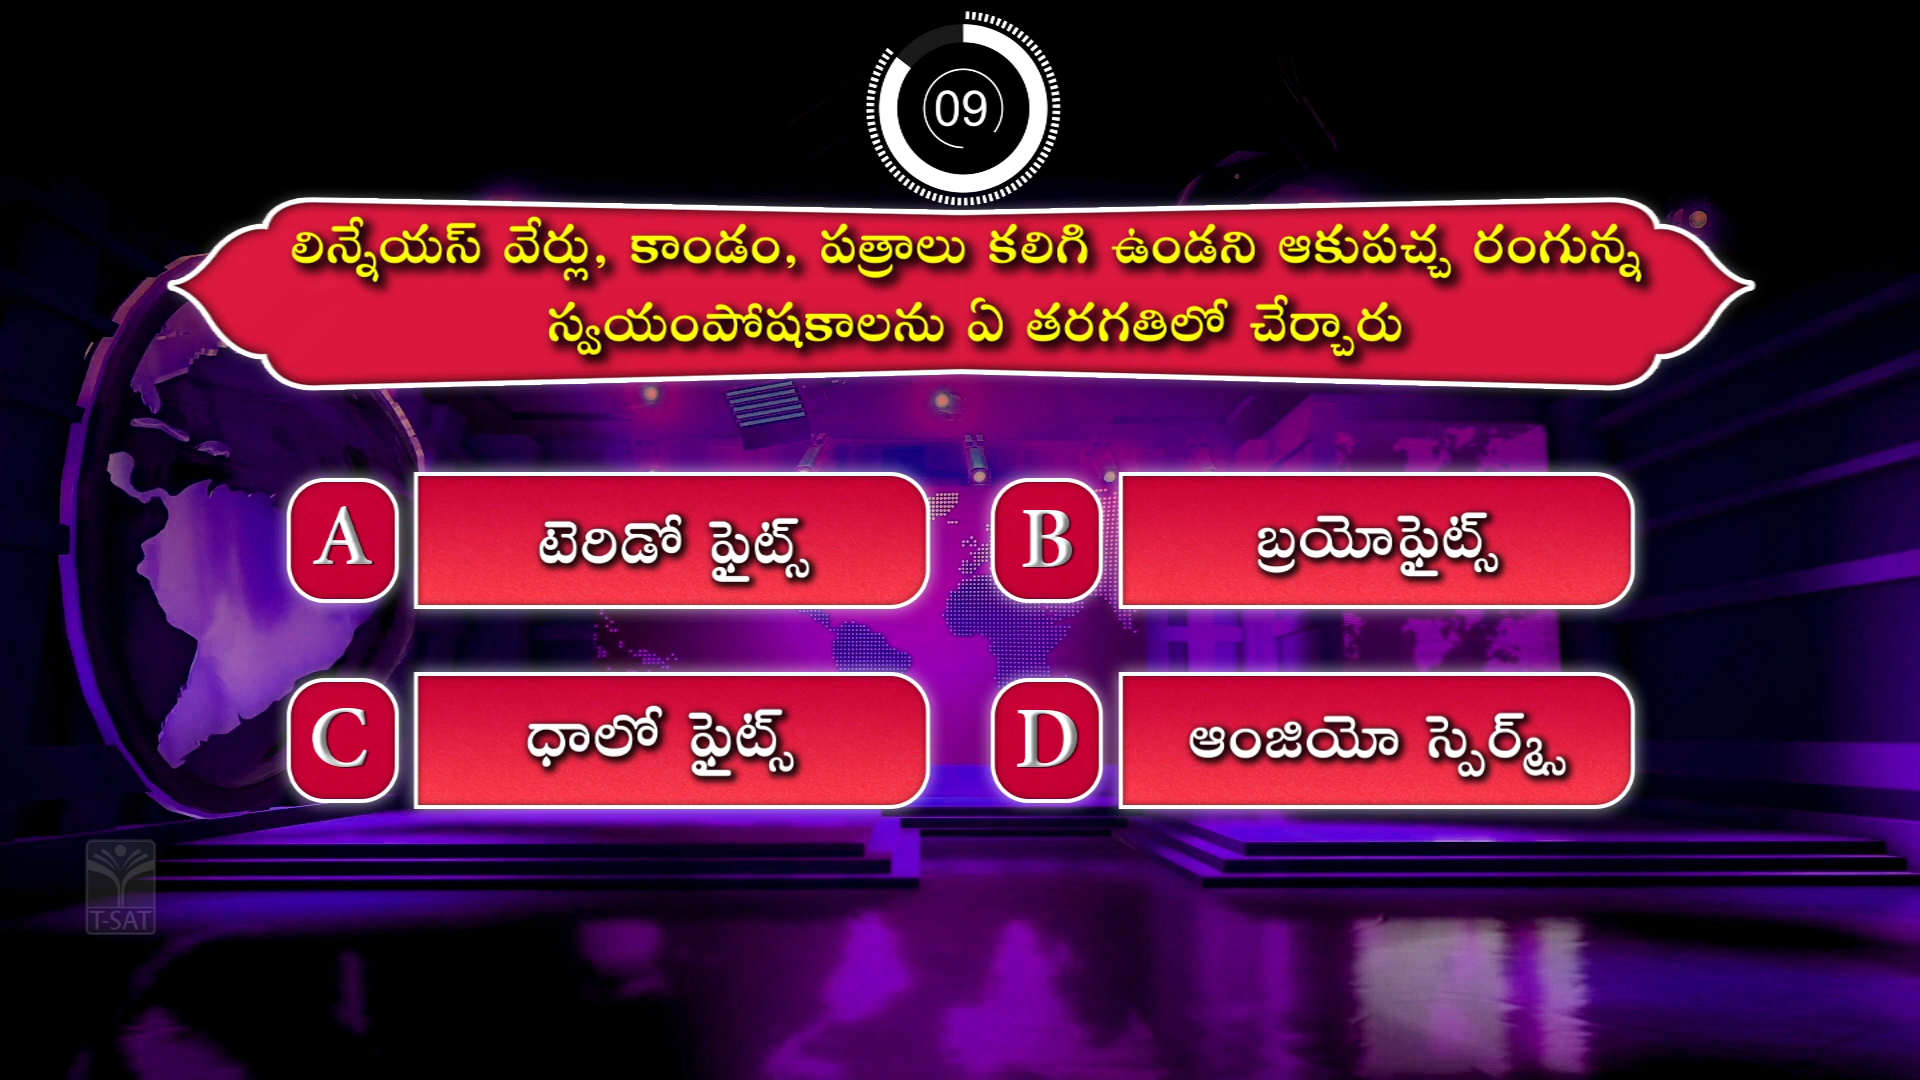 09
లిన్నేయస్ వేర్లు, కాండం, పత్రాలు కలిగి ఉండని ఆకుపచ్చ రంగున్న
స్వయంపోషకాలను ఏ తరగతిలో చేర్చారు
A టెరిడో ఫైట్స్
B బ్రయోఫైట్స్
C ధాలో ఫైట్స్
D ఆంజియో స్పెర్మ్స్
T-SAT